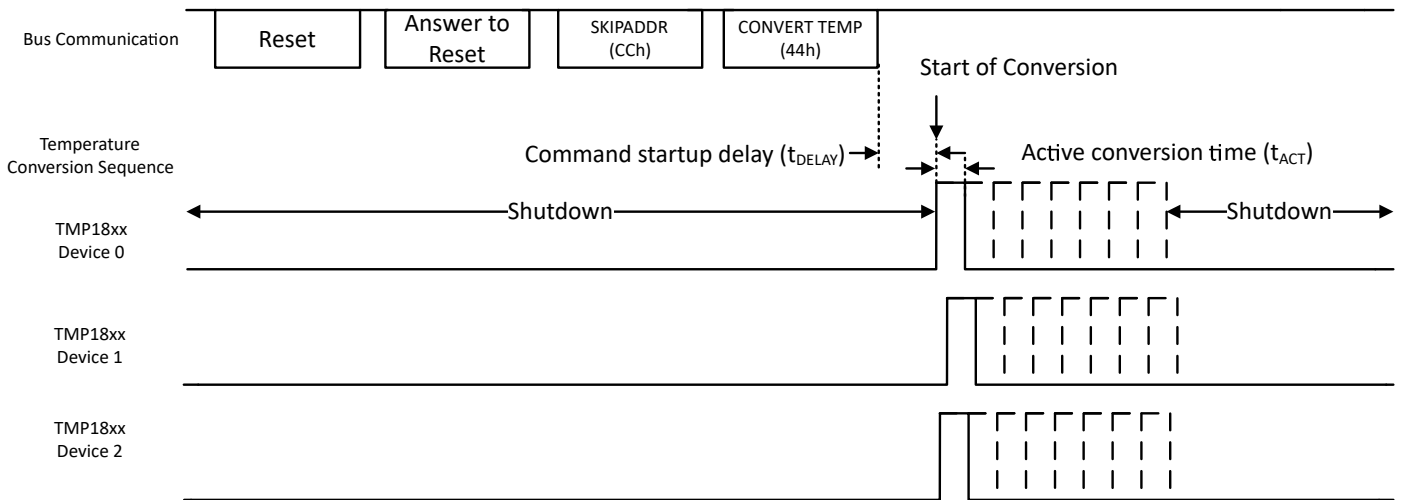 Bus Communication
Reset
Answer to
Reset
SKIPADDR
(CCh)
CONVERT TEMP
(44h)
Start of Conversion
Temperature
Conversion Sequence
Command startup delay (tDELAY)
Active conversion time (tACT)
Shutdown
Shutdown
TMP18xx
Device 0
TMP18xx
Device 1
TMP18xx
Device 2